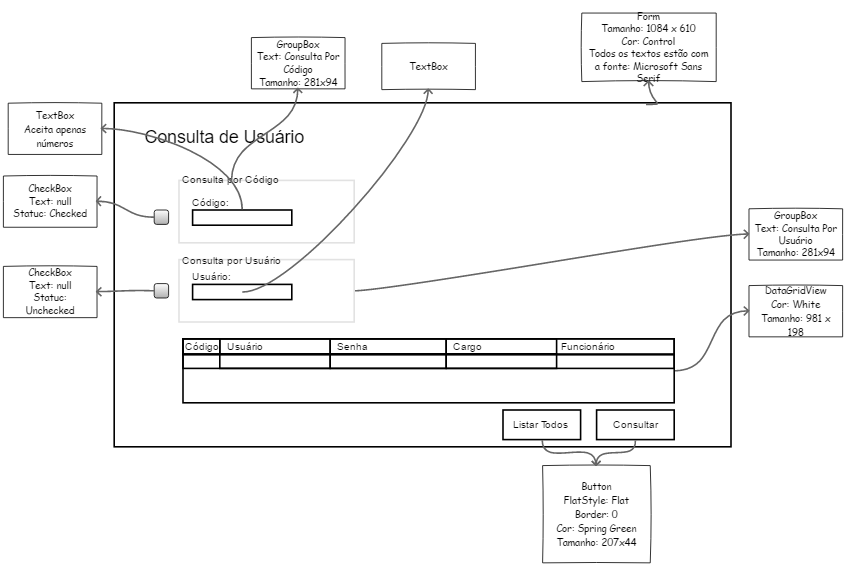 Form
Tamanho: 1084 x 610
Cor: Control
Todos os textos estão com
a fonte: Microsoft Sans
Serif
GroupBox
Text: Consulta Por
Código
Tamanho: 281x94
TextBox
TextBox
Aceita apenas
números
Consulta de Usuário
CheckBox
Text: null
Statuc: Checked
Consulta por Código
Código:
GroupBox
Text: Consulta Por
Usuário
Tamanho: 281x94
CheckBox
Text: null
Statuc:
Unchecked
Consulta por Usuário
Usuário:
DataGridView
Cor: White
Tamanho: 981 x
198
Código Usuário Senha Cargo Funcionário
Listar Todos Consultar
Button
FlatStyle: Flat
Border: 0
Cor: Spring Green
Tamanho: 207x44